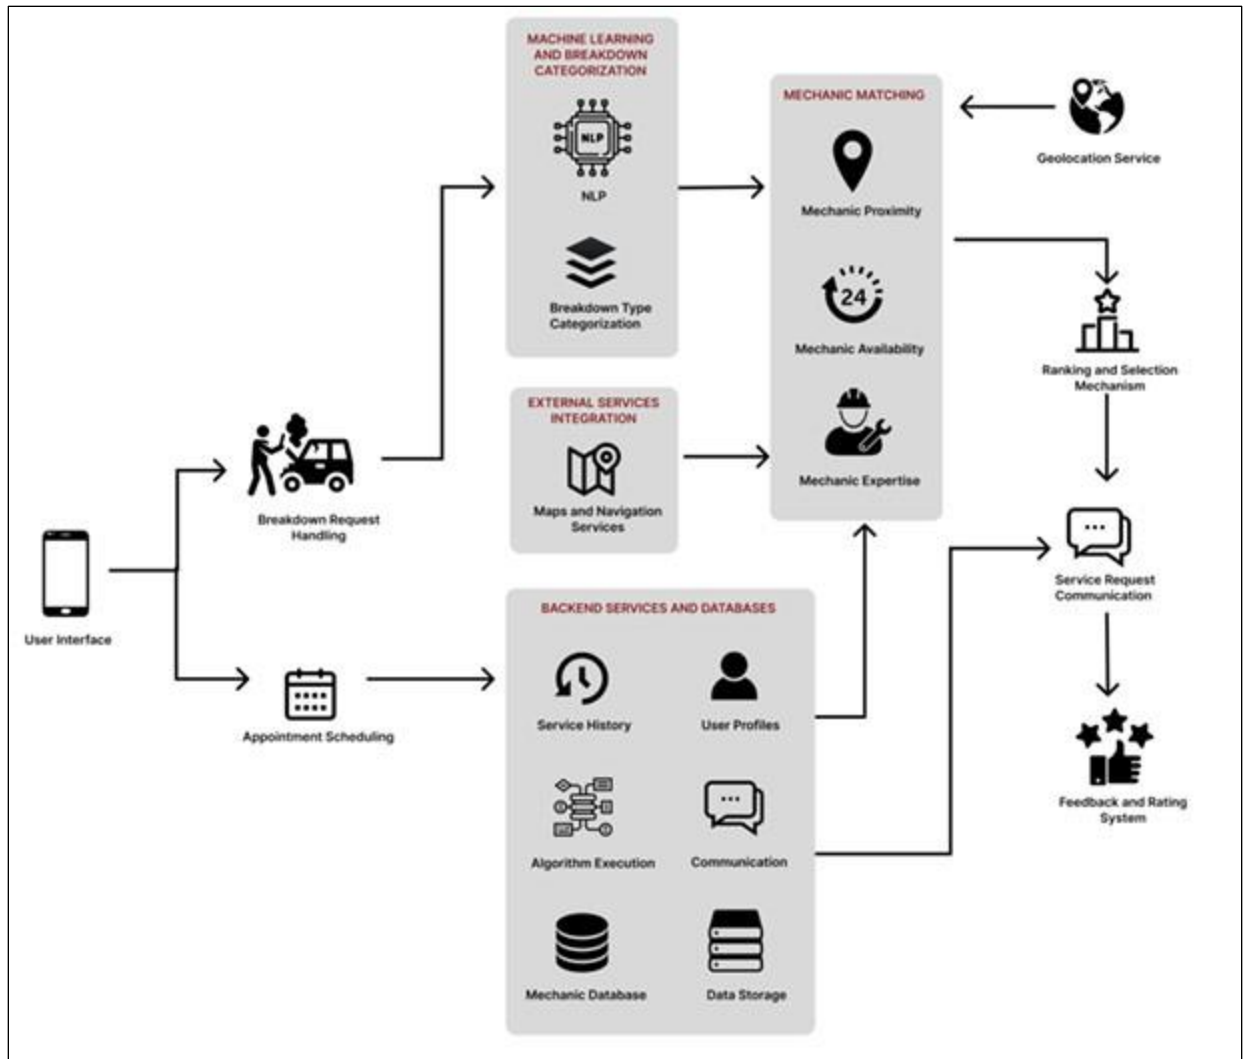 MACHINE LEARNING
AND BREAKDOWN
CATEGORIZATION
NLP
NLP
Breakdown Type
Categorization
MECHANIC MATCHING
Mechanic Proximity
24
Mechanic Availability
Mechanic Expertise
Geolocation Service
Ranking and Selection
Mechanism
EXTERNAL SERVICES
INTEGRATION
Maps and Navigation
Services
Breakdown Request
Handling
User Interface
Appointment Scheduling
BACKEND SERVICES AND DATABASES
Service History
User Profiles
Algorithm Execution
Communication
Mechanic Database
Data Storage
Service Request
Communication
Feedback and Rating
System